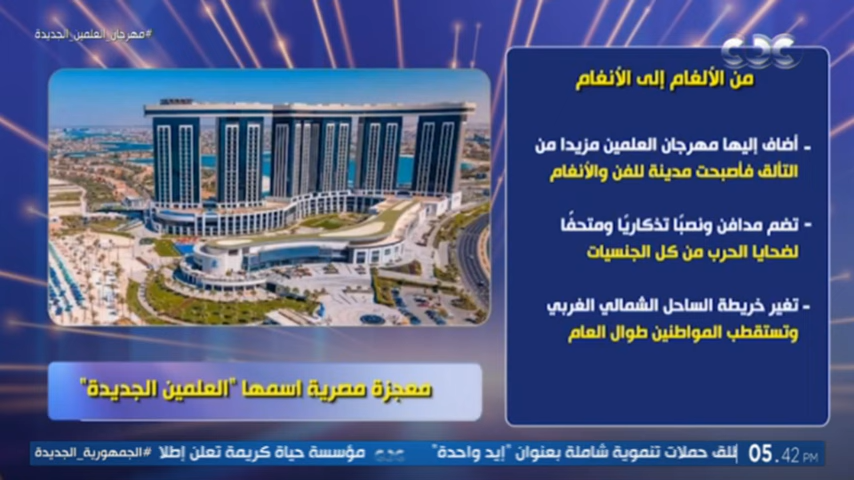 #مهرجان_العلمين_الجديدة
cbc
من الألغام إلى الأنغام
- أضاف إليها مهرجان العلمين مزيدا من
التألق فأصبحت مدينة للفن والأنغام
- تضم مدافن ونصبًا تذكاريًا ومتحفًا
لضحايا الحرب من كل الجنسيات
- تغير خريطة الساحل الشمالي الغربي
وتستقطب المواطنين طوال العام
معجزة مصرية اسمها "العلمين الجديدة"
05.42 PM
لق حملات تنموية شاملة بعنوان "إيد واحدة" cbc مؤسسة حياة كريمة تعلن إطلا
#الجمهورية_الجديدة